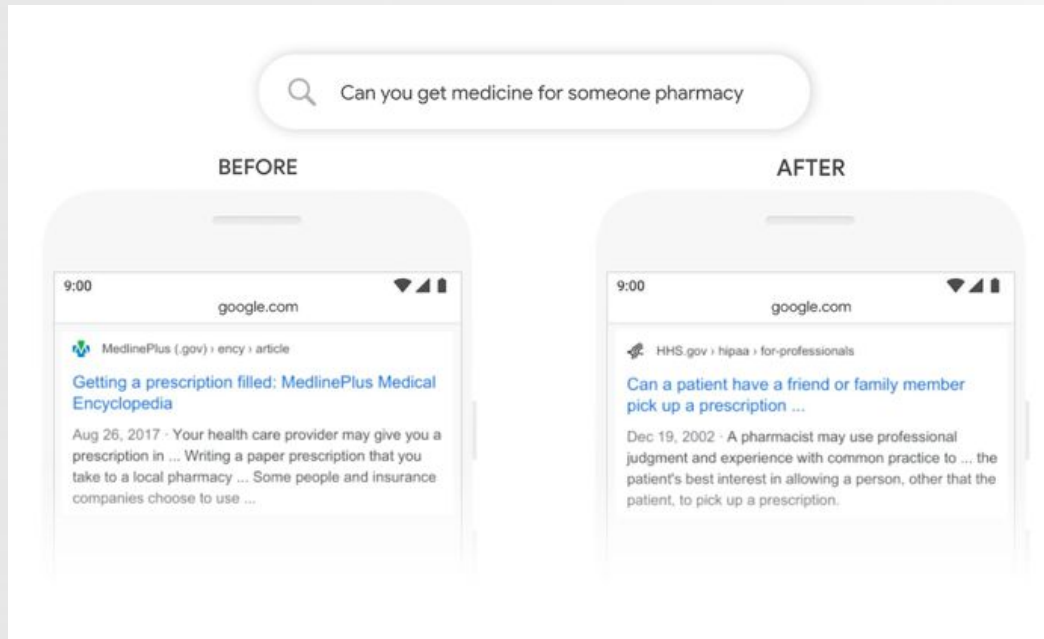 Can you get medicine for someone pharmacy
BEFORE
9:00
google.com
MedlinePlus (.gov) › ency › article
Getting a prescription filled: MedlinePlus Medical
Encyclopedia
Aug 26, 2017 · Your health care provider may give you a
prescription in ... Writing a paper prescription that you
take to a local pharmacy ... Some people and insurance
companies choose to use ...
AFTER
9:00
google.com
HHS.gov › hipaa › for-professionals
Can a patient have a friend or family member
pick up a prescription ...
Dec 19, 2002 · A pharmacist may use professional
judgment and experience with common practice to ... the
patient's best interest in allowing a person, other that the
patient, to pick up a prescription.